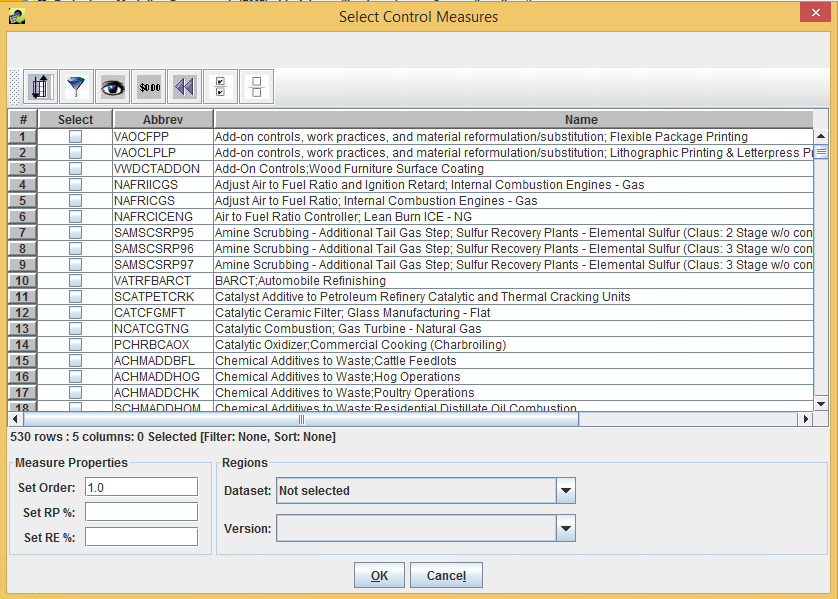 Select Control Measures
$0.00
# Select Abbrev Name
1 VAOCFPP Add-on controls, work practices, and material reformulation/substitution; Flexible Package Printing
2 VAOCLPLP Add-on controls, work practices, and material reformulation/substitution; Lithographic Printing & Letterpress Pr
3 VWDCTADDON Add-On Controls;Wood Furniture Surface Coating
4 NAFRIICGS Adjust Air to Fuel Ratio and Ignition Retard; Internal Combustion Engines - Gas
5 NAFRICGS Adjust Air to Fuel Ratio; Internal Combustion Engines - Gas
6 NAFRCICENG Air to Fuel Ratio Controller; Lean Burn ICE - NG
7 SAMSCSRP95 Amine Scrubbing - Additional Tail Gas Step; Sulfur Recovery Plants - Elemental Sulfur (Claus: 2 Stage w/o con
8 SAMSCSRP96 Amine Scrubbing - Additional Tail Gas Step; Sulfur Recovery Plants - Elemental Sulfur (Claus: 3 Stage w/o con
9 SAMSCSRP97 Amine Scrubbing - Additional Tail Gas Step; Sulfur Recovery Plants - Elemental Sulfur (Claus: 3 Stage w/o con
10 VATRFBARCT BARCT;Automobile Refinishing
11 SCATPETCRK Catalyst Additive to Petroleum Refinery Catalytic and Thermal Cracking Units
12 CATCFGMFT Catalytic Ceramic Filter; Glass Manufacturing - Flat
13 NCATCGTNG Catalytic Combustion; Gas Turbine - Natural Gas
14 PCHRBCAOX Catalytic Oxidizer;Commercial Cooking (Charbroiling)
15 ACHMADDBFL Chemical Additives to Waste;Cattle Feedlots
16 ACHMADDHOG Chemical Additives to Waste;Hog Operations
17 ACHMADDCHK Chemical Additives to Waste;Poultry Operations
18 SCHMADDHOM Chemical Additives to Waste;Residential Distillate Oil Combustion
530 rows : 5 columns: 0 Selected [Filter: None, Sort: None]
Measure Properties
Set Order: 1.0
Set RP %:
Set RE %:
Regions
Dataset: Not selected
Version:
OK Cancel